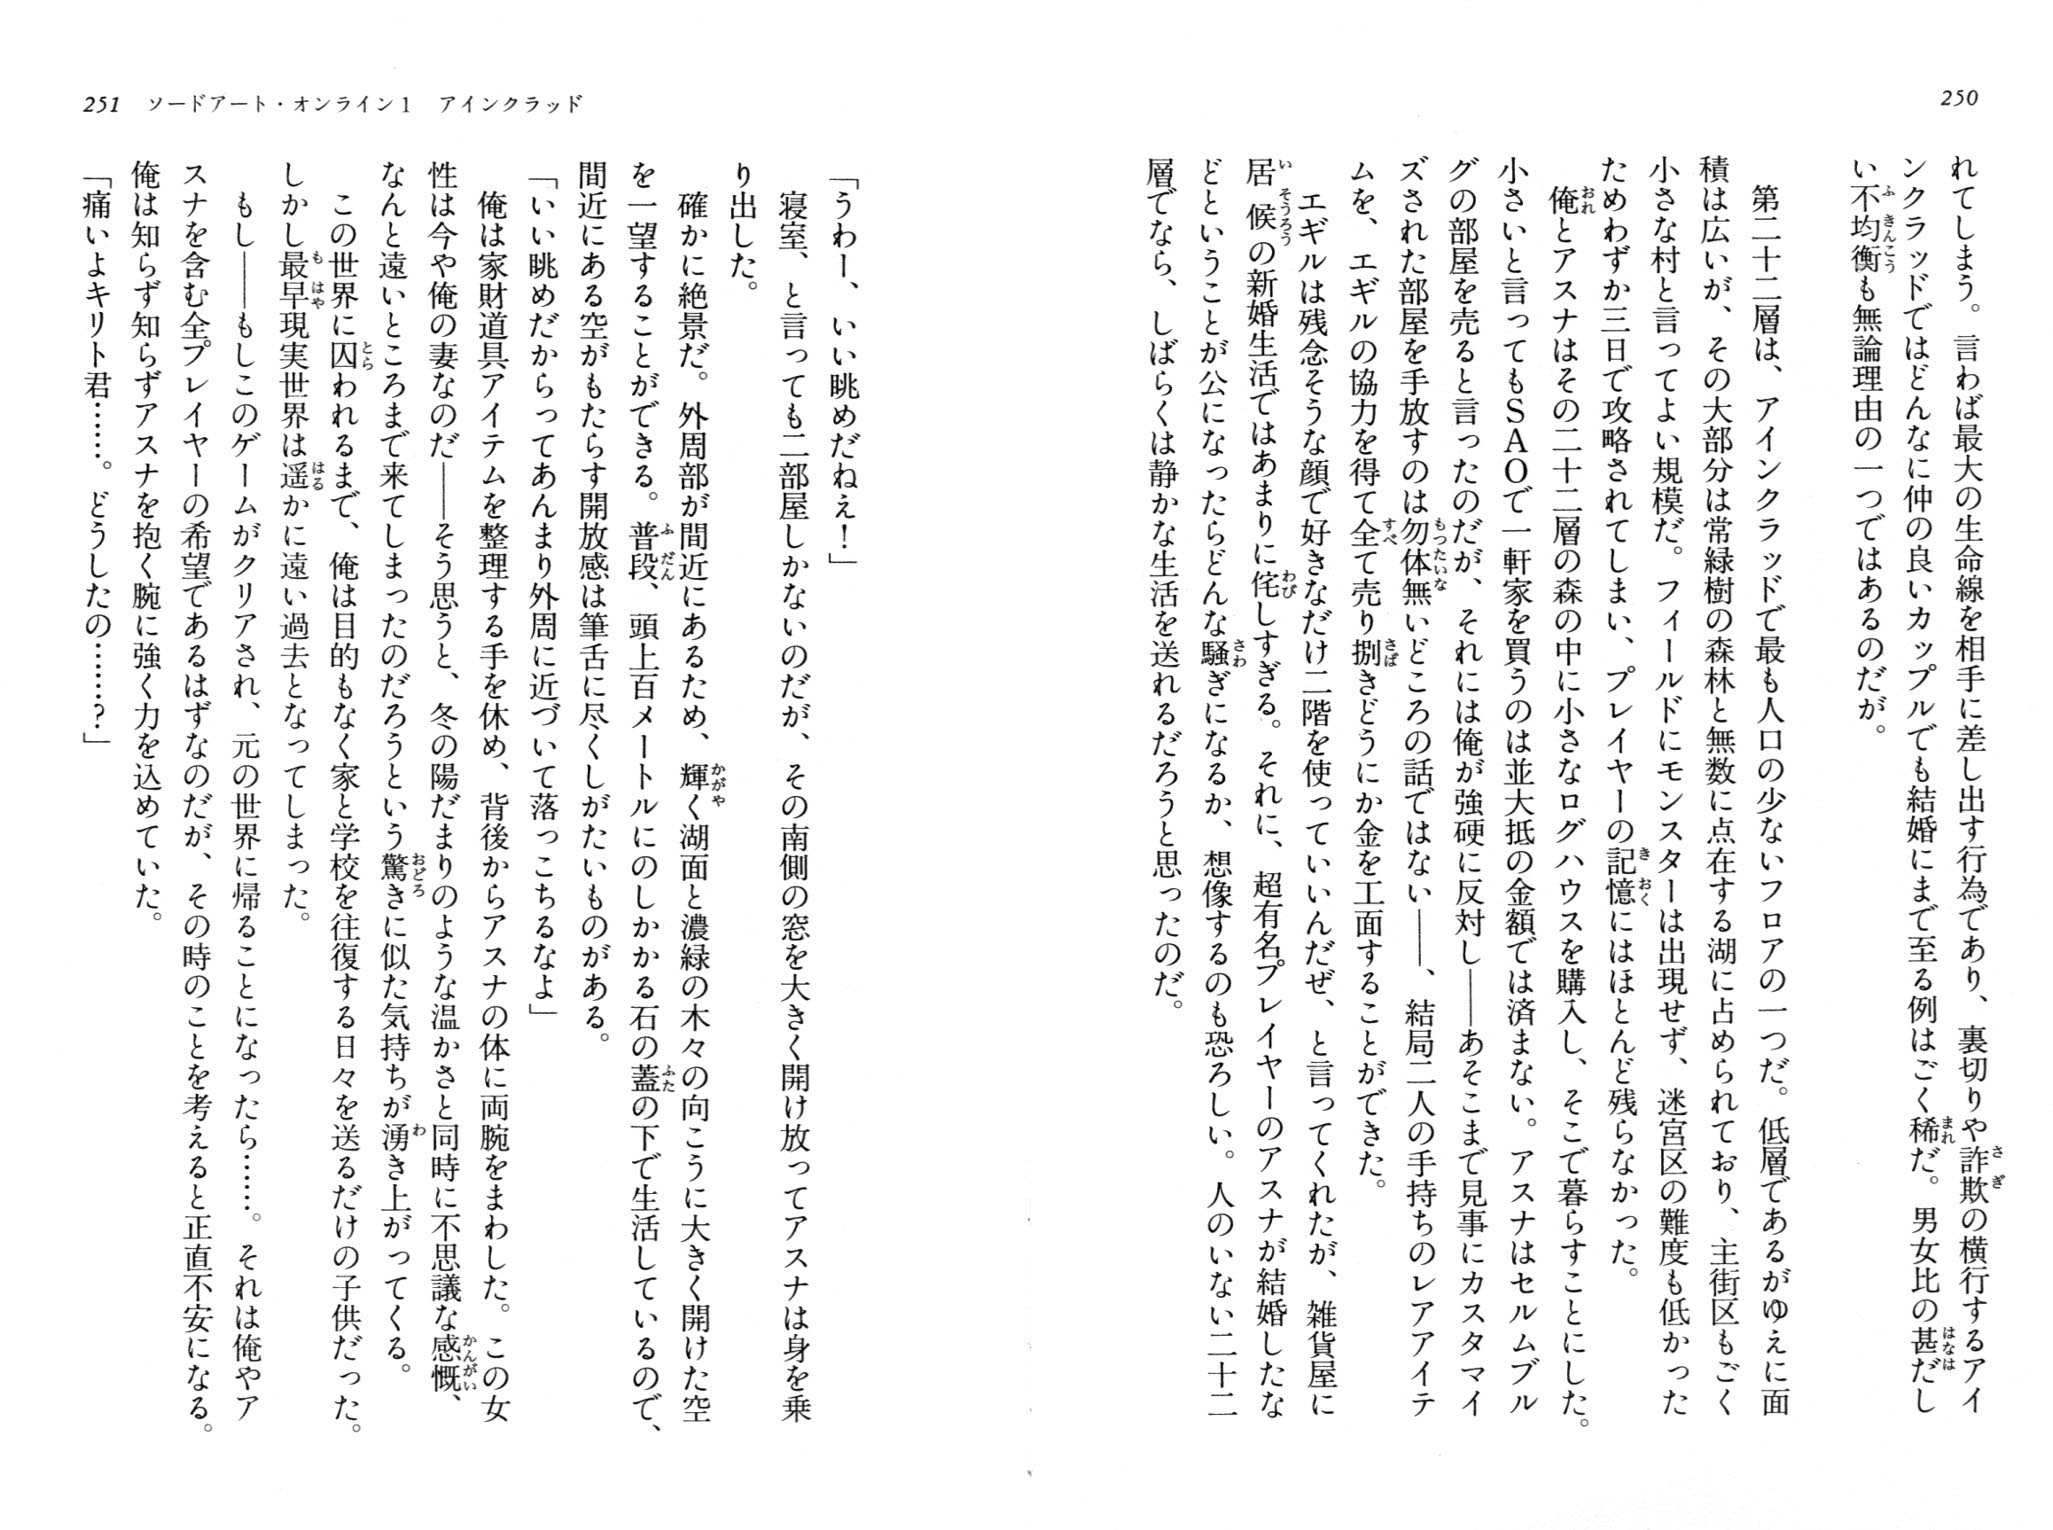 250
れてしまう。言わば最大の生命線を相手に差し出す行為であり、裏切りや詐欺の横行するアイ
ンクラッドではどんなに仲の良いカップルでも結婚にまで至る例はごく稀だ。男女比の甚だし
い不均衡も無論理由の一つではあるのだが。
第二十二層は、アインクラッドで最も人口の少ないフロアの一つだ。低層であるがゆえに面
積は広いが、その大部分は常緑樹の森林と無数に点在する湖に占められており、主街区もごく
小さな村と言ってよい規模だ。フィールドにモンスターは出現せず、迷宮区の難度も低かった
ためわずか三日で攻略されてしまい、プレイヤーの記憶にはほとんど残らなかった。
俺とアスナはその二十二層の森の中に小さなログハウスを購入し、そこで暮らすことにした。
小さいと言ってもSAOで一軒家を買うのは並大抵の金額では済まない。アスナはセルムブル
グの部屋を売ると言ったのだが、それには俺が強硬に反対し――あそこまで見事にカスタマイ
ズされた部屋を手放すのは勿体無いどころの話ではない――、結局二人の手持ちのレアアイテ
ムを、エギルの協力を得て全て売り捌きどうにか金を工面することができた。
エギルは残念そうな顔で好きなだけ二階を使っていいんだぜ、と言ってくれたが、雑貨屋に
居候の新婚生活ではあまりに侘しすぎる。それに、超有名プレイヤーのアスナが結婚したな
どということが公になったらどんな騒ぎになるか、想像するのも恐ろしい。人のいない二十二
層でなら、しばらくは静かな生活を送れるだろうと思ったのだ。
251 ソードアート・オンライン1 アインクラッド
「うわー、いい眺めだねぇ！」
寝室、と言っても二部屋しかないのだが、その南側の窓を大きく開け放ってアスナは身を乗
り出した。
確かに絶景だ。外周部が間近にあるため、輝く湖面と濃緑の木々の向こうに大きく開けた空
を一望することができる。普段、頭上百メートルにのしかかる石の蓋の下で生活しているので、
間近にある空がもたらす開放感は筆舌に尽くしがたいものがある。
「いい眺めだからってあんまり外周に近づいて落っこちるなよ」
俺は家財道具アイテムを整理する手を休め、背後からアスナの体に両腕をまわした。この女
性は今や俺の妻なのだ――そう思うと、冬の陽だまりのような温かさと同時に不思議な感慨、
なんと遠いところまで来てしまったのだろうという驚きに似た気持ちが湧き上がってくる。
この世界に囚われるまで、俺は目的もなく家と学校を往復する日々を送るだけの子供だった。
しかし最早現実世界は遥かに遠い過去となってしまった。
もし――もしこのゲームがクリアされ、元の世界に帰ることになったら……。それは俺やア
スナを含む全プレイヤーの希望であるはずなのだが、その時のことを考えると正直不安になる。
俺は知らず知らずアスナを抱く腕に強く力を込めていた。
「痛いよキリト君……。どうしたの……？」